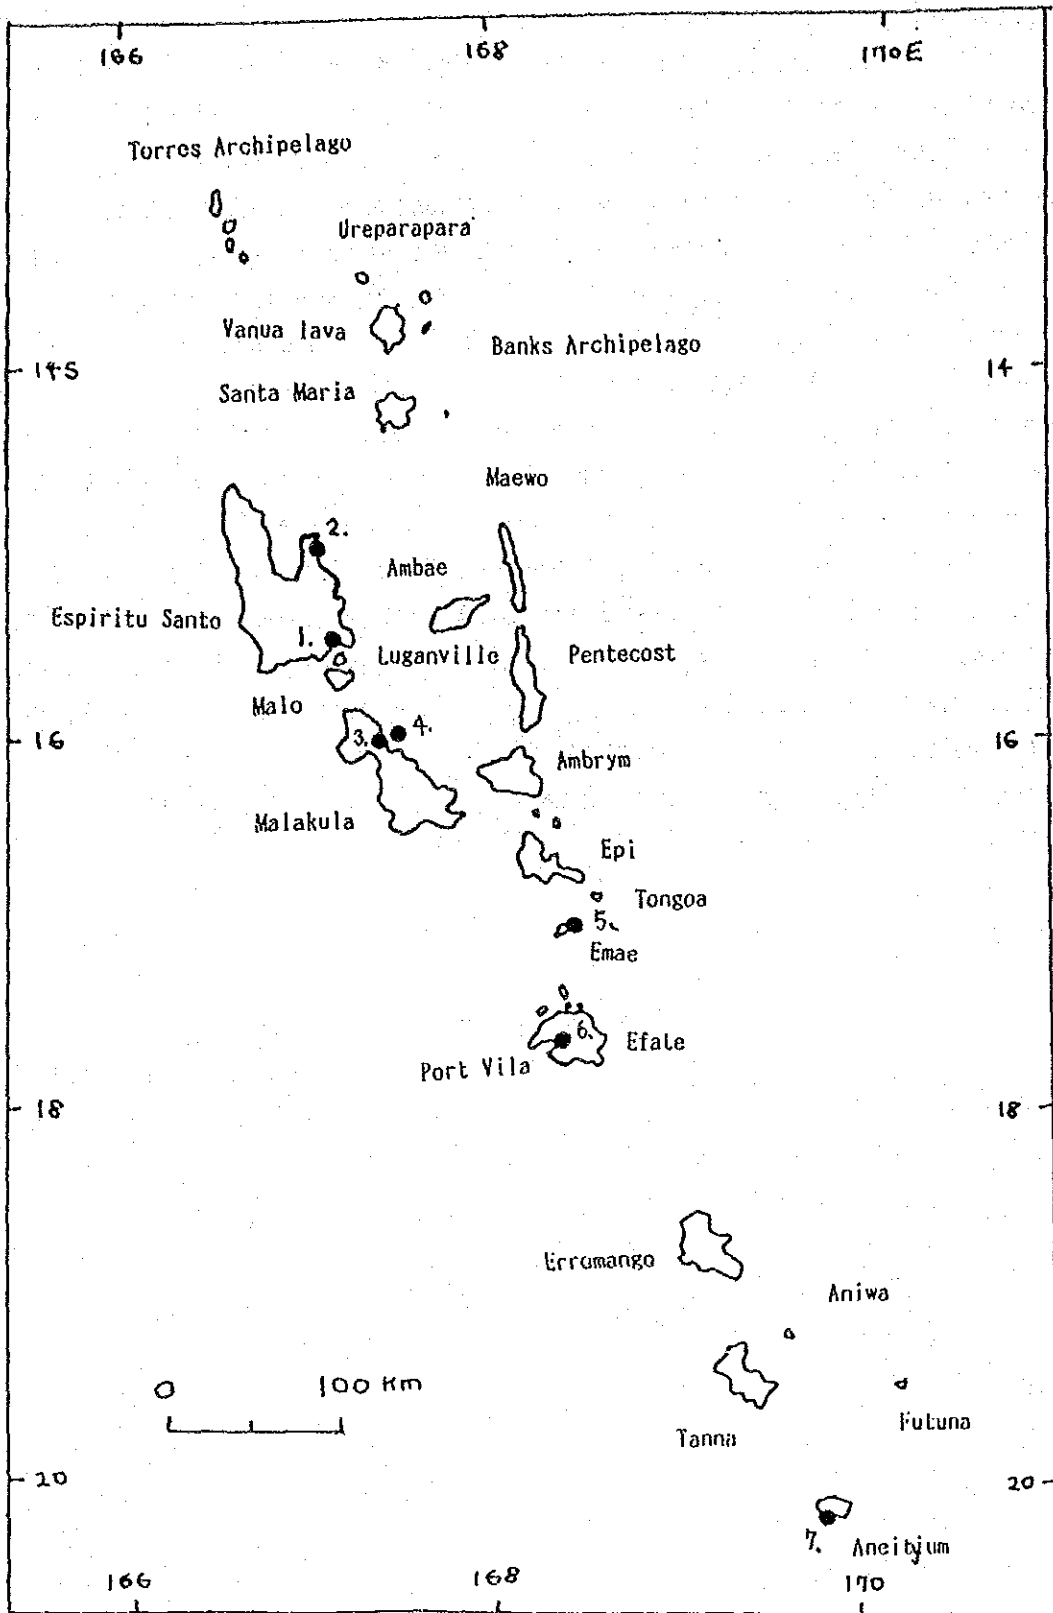 166 168 170E
Torres Archipelago
Ureparapara
Vanua lava
Banks Archipelago
14S 14
Santa Maria
Maewo
2.
Ambae
Espiritu Santo
1.
Luganville
Pentecost
Malo
4.
3.
16 16
Ambrym
Malakula
Epi
Tongoa
5.
Emae
6.
Efate
Port Vila
18 18
Erromango
Aniwa
0 100 Km
Futuna
Tanna
20 20
7. Aneityum
166 168 170